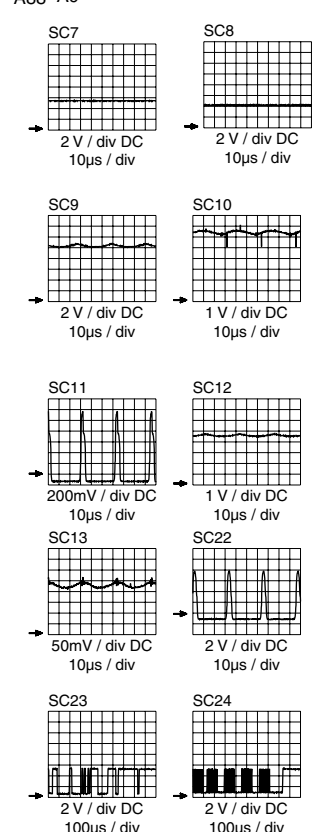 SC7 SC8
2 V / div DC 2 V / div DC
10µs / div 10µs / div
SC9 SC10
2 V / div DC 1 V / div DC
10µs / div 10µs / div
SC11 SC12
200mV / div DC 1 V / div DC
10µs / div 10µs / div
SC13 SC22
50mV / div DC 2 V / div DC
10µs / div 10µs / div
SC23 SC24
2 V / div DC 2 V / div DC
100µs / div 100µs / div